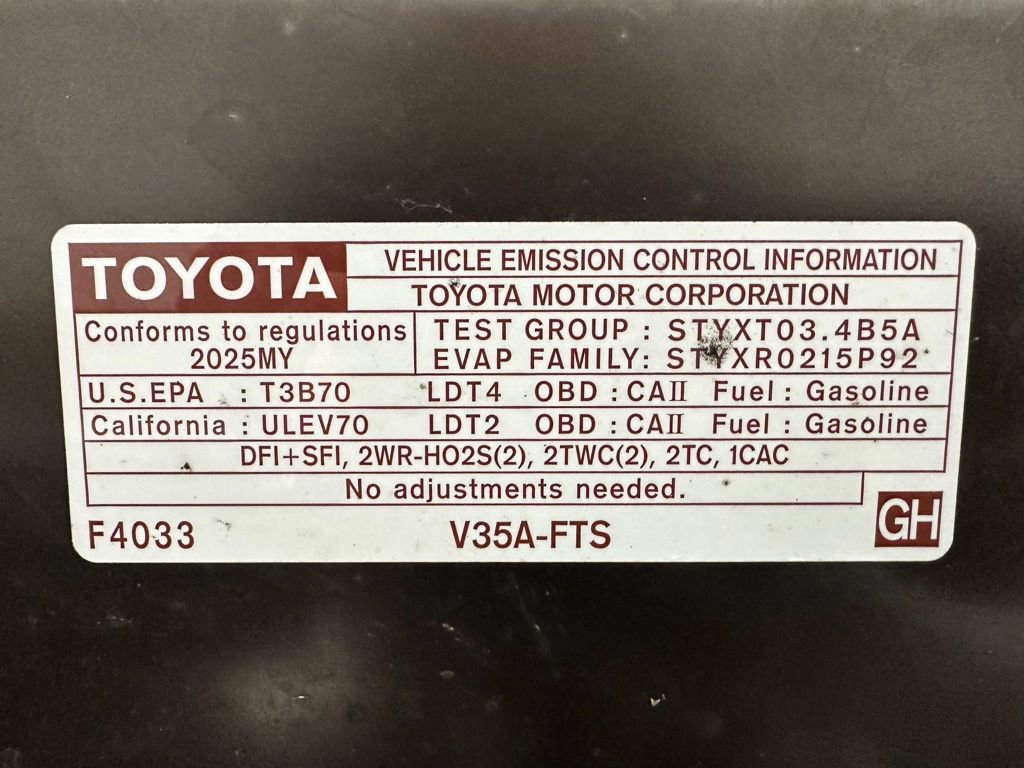 TOYOTA VEHICLE EMISSION CONTROL INFORMATION
TOYOTA MOTOR CORPORATION
Conforms to regulations
2025MY
TEST GROUP : STYXT03.4B5A
EVAP FAMILY: STYXR0215P92
U.S.EPA : T3B70 LDT4 OBD : CAII Fuel : Gasoline
California : ULEV70 LDT2 OBD : CAII Fuel : Gasoline
DFI+SFI, 2WR-HO2S(2), 2TWC(2), 2TC, 1CAC
No adjustments needed.
F4033 V35A-FTS GH